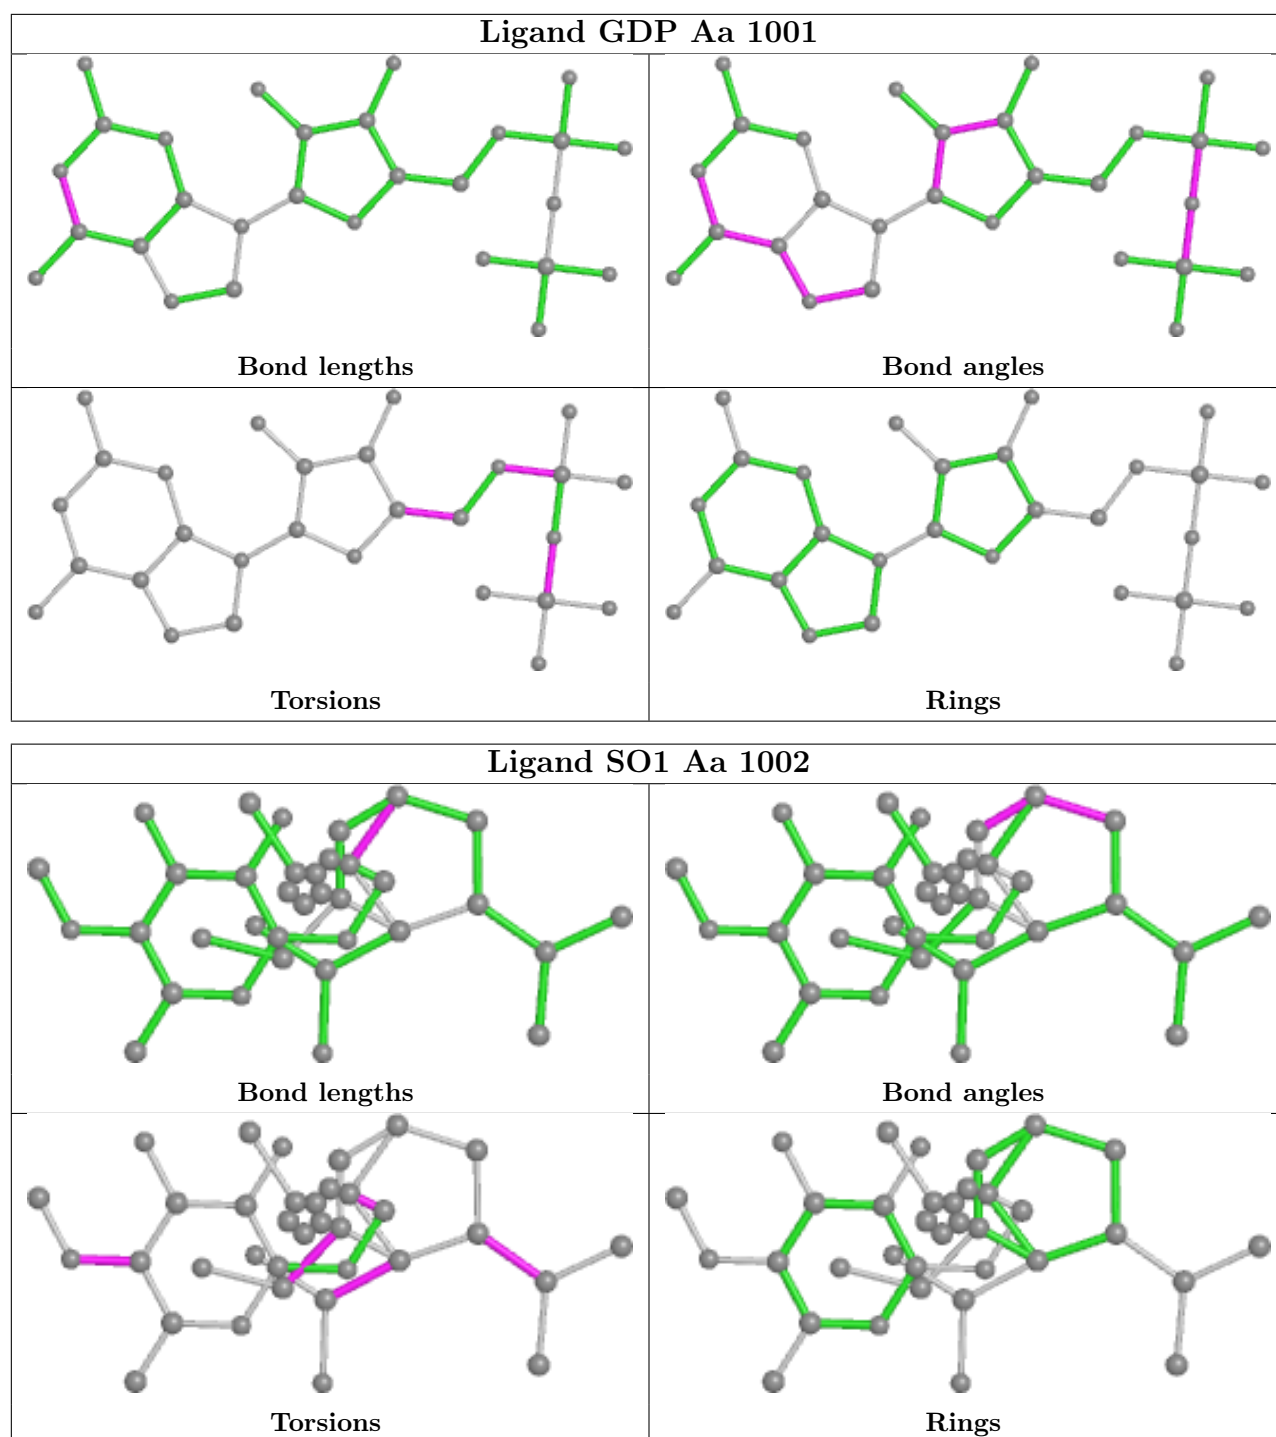 Ligand GDP Aa 1001
Bond lengths
Bond angles
Torsions
Rings
Ligand SO1 Aa 1002
Bond lengths
Bond angles
Torsions
Rings